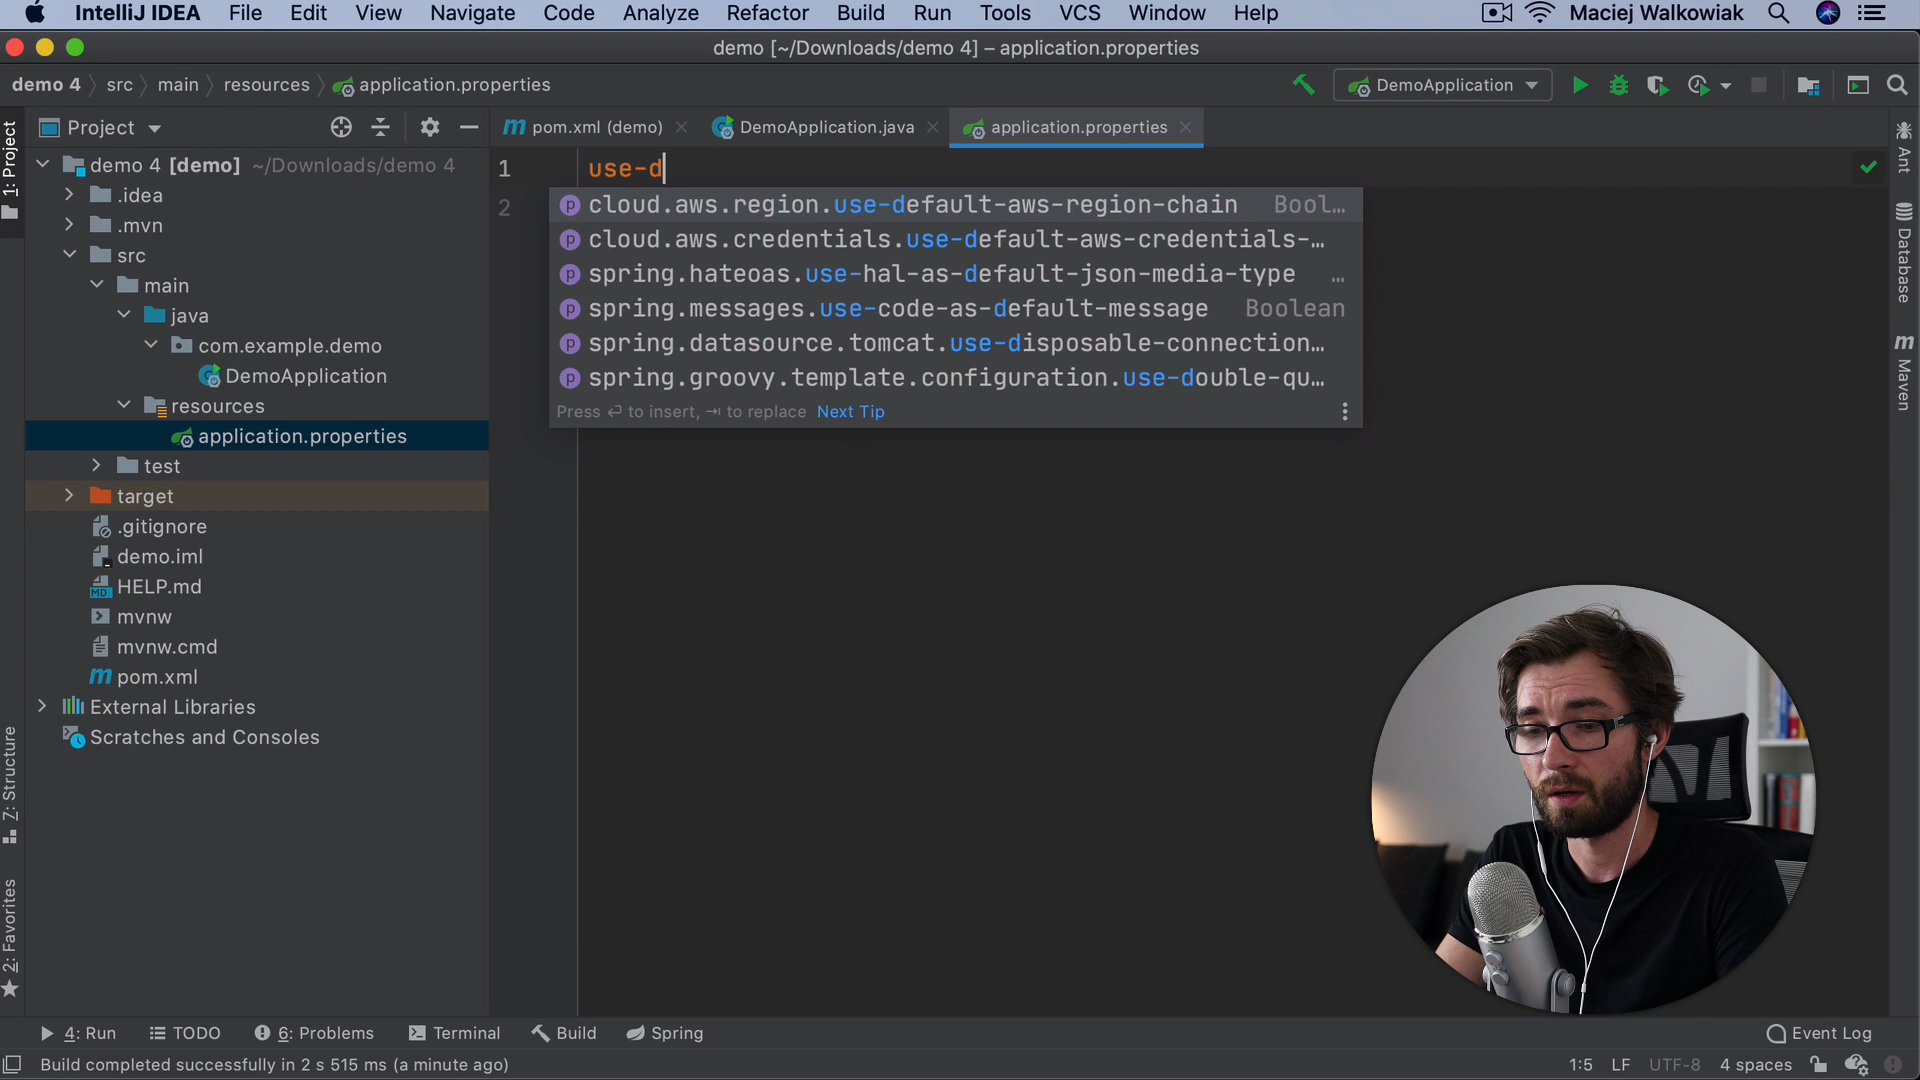 IntelliJ IDEA File Edit View Navigate Code Analyze Refactor Build Run Tools VCS Window Help Maciej Walkowiak
demo [~/Downloads/demo 4] – application.properties
demo 4 src main resources application.properties DemoApplication
1: Project
Project
pom.xml (demo) DemoApplication.java application.properties
demo 4 [demo] ~/Downloads/demo 4
.idea
.mvn
src
main
java
com.example.demo
DemoApplication
resources
application.properties
test
target
.gitignore
demo.iml
HELP.md
mvnw
mvnw.cmd
pom.xml
External Libraries
Scratches and Consoles
1 use-d
2
cloud.aws.region.use-default-aws-region-chain Bool…
cloud.aws.credentials.use-default-aws-credentials-…
spring.hateoas.use-hal-as-default-json-media-type …
spring.messages.use-code-as-default-message Boolean
spring.datasource.tomcat.use-disposable-connection…
spring.groovy.template.configuration.use-double-qu…
Press ↵ to insert, ⇥ to replace Next Tip
Ant
Database
m Maven
Z: Structure
2: Favorites
4: Run TODO 6: Problems Terminal Build Spring Event Log
Build completed successfully in 2 s 515 ms (a minute ago) 1:5 LF UTF-8 4 spaces